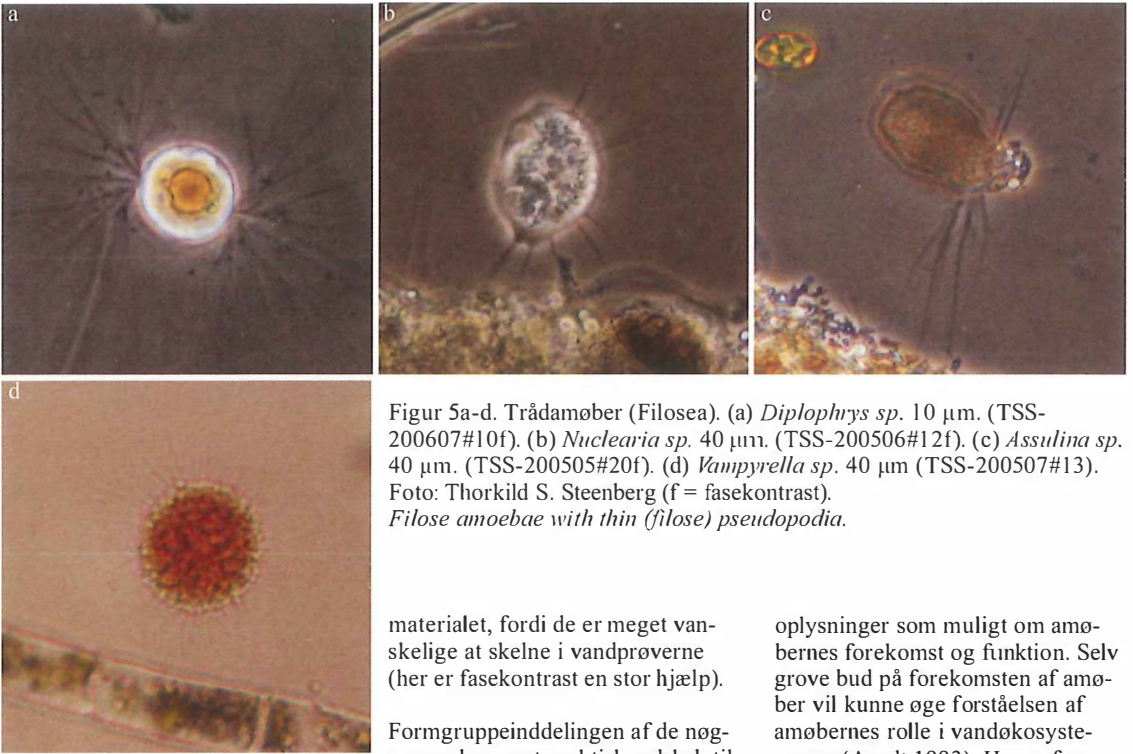 a
b
c
d
Figur 5a-d. Trådamøber (Filosea). (a) Diplophrys sp. 10 µm. (TSS-
200607#10f). (b) Nuclearia sp. 40 µm. (TSS-200506#12f). (c) Assulina sp.
40 µm. (TSS-200505#20f). (d) Vampyrella sp. 40 µm (TSS-200507#13).
Foto: Thorkild S. Steenberg (f = fasekontrast).
Filose amoebae with thin (filose) pseudopodia.
materialet, fordi de er meget van-
skelige at skelne i vandprøverne
(her er fasekontrast en stor hjælp).
Formgruppeinddelingen af de nøg-
oplysninger som muligt om amø-
bernes forekomst og funktion. Selv
grove bud på forekomsten af amø-
ber vil kunne øge forståelsen af
amøbernes rolle i vandøkosyste-